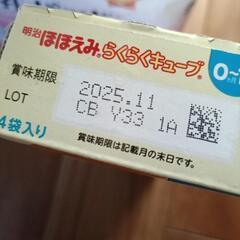 明治ほほえみ® らくらくキューブ®
0~
ヵ月
賞味期限 2025.11
LOT CB Y33 1A
4袋入り 賞味期限は記載月の末日です。